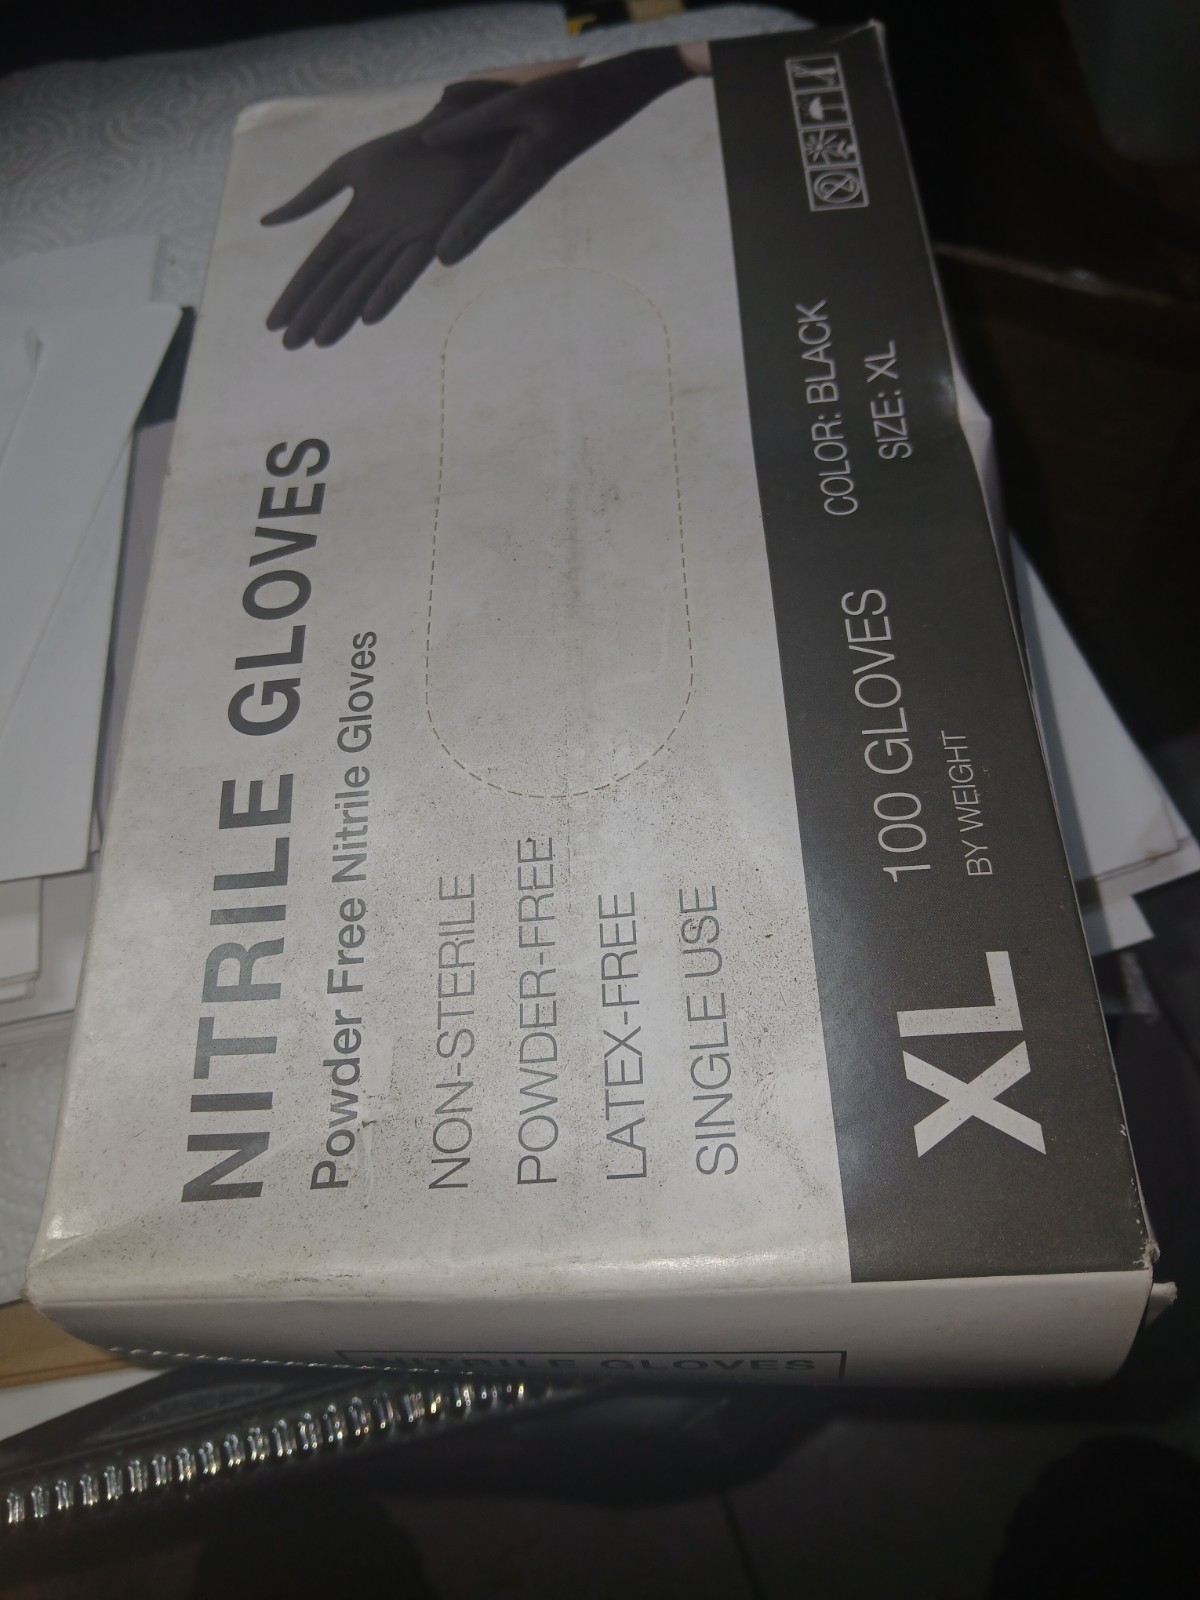 NITRILE GLOVES
Powder Free Nitrile Gloves
NON-STERILE
POWDER-FREE
LATEX-FREE
SINGLE USE
XL
100 GLOVES
BY WEIGHT
COLOR: BLACK
SIZE: XL
NITRILE GLOVES